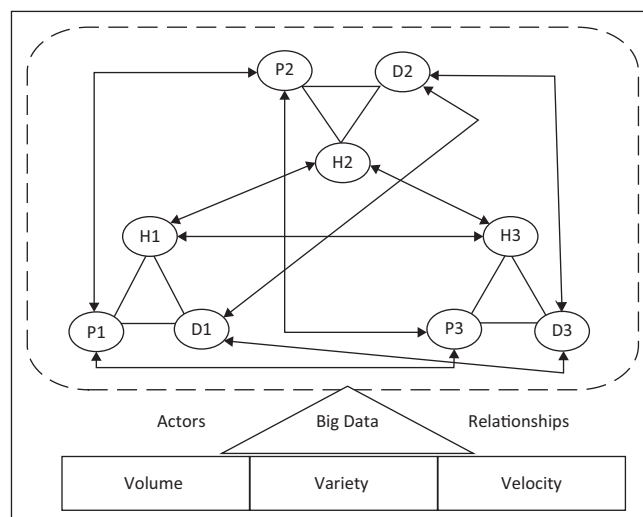 P2 D2
H2
H1 H3
P1 D1 P3 D3
Actors Big Data Relationships
Volume Variety Velocity